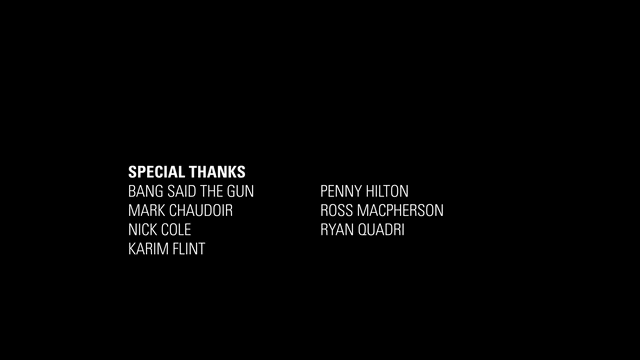 SPECIAL THANKS
BANG SAID THE GUN
MARK CHAUDOIR
NICK COLE
KARIM FLINT
PENNY HILTON
ROSS MACPHERSON
RYAN QUADRI